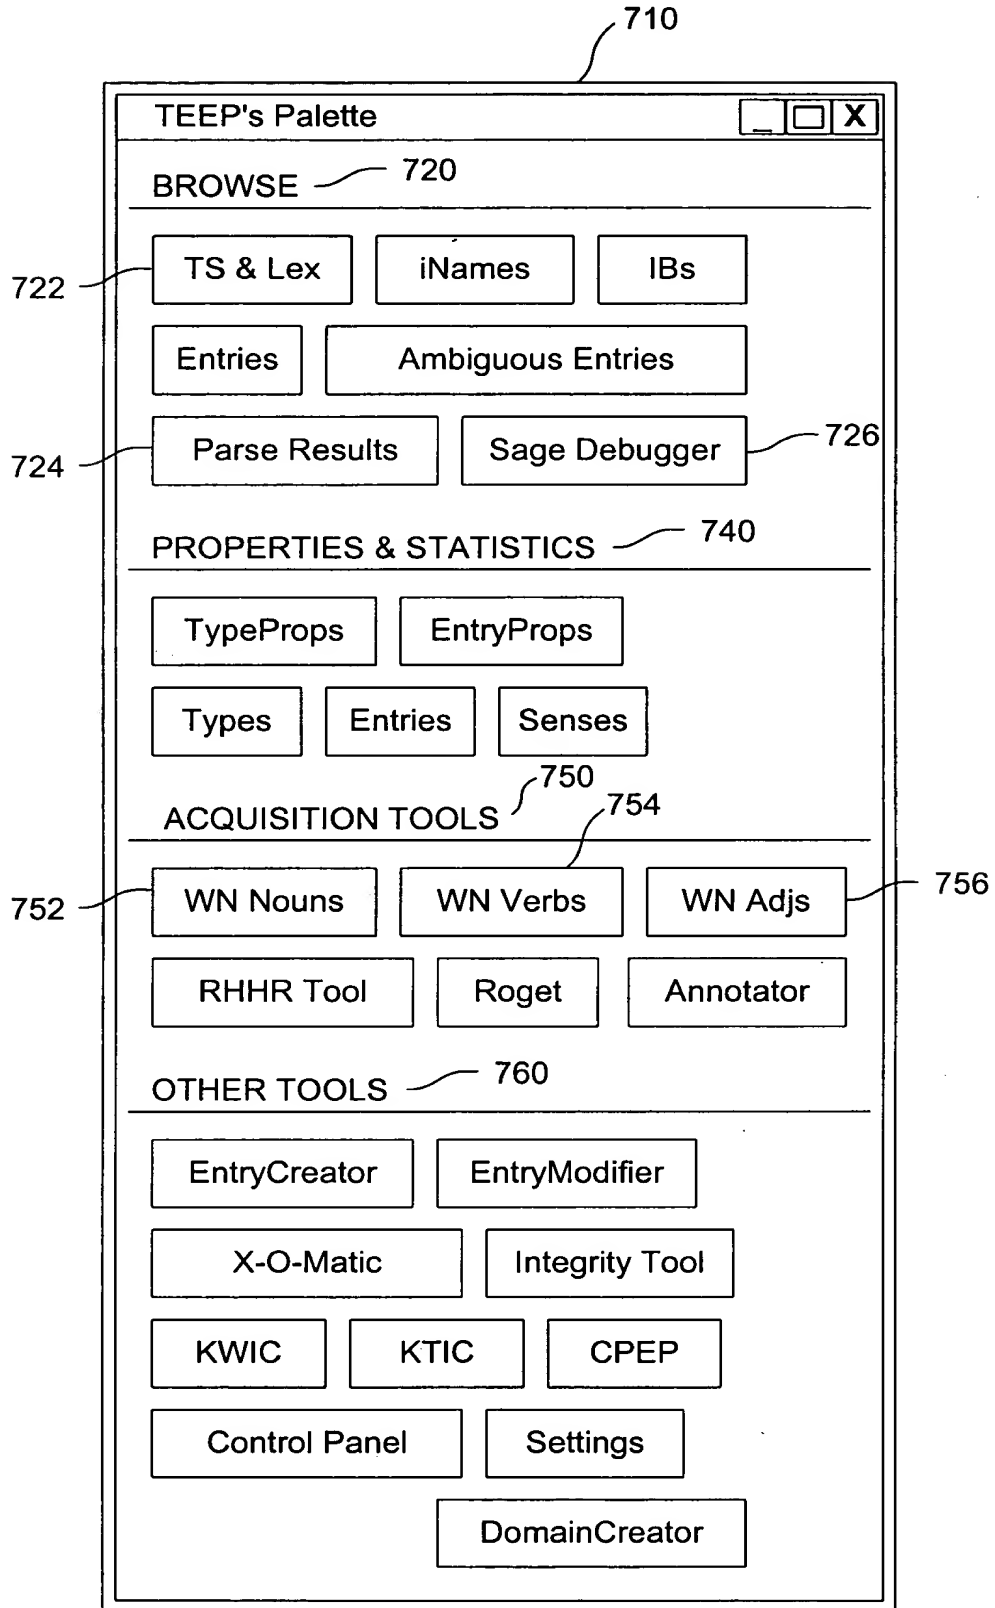 710
TEEP's Palette _ X
BROWSE 720
722 TS & Lex iNames IBs
Entries Ambiguous Entries
724 Parse Results Sage Debugger 726
PROPERTIES & STATISTICS 740
TypeProps EntryProps
Types Entries Senses
750
ACQUISITION TOOLS 754
752 WN Nouns WN Verbs WN Adjs 756
RHHR Tool Roget Annotator
OTHER TOOLS 760
EntryCreator EntryModifier
X-O-Matic Integrity Tool
KWIC KTIC CPEP
Control Panel Settings
DomainCreator